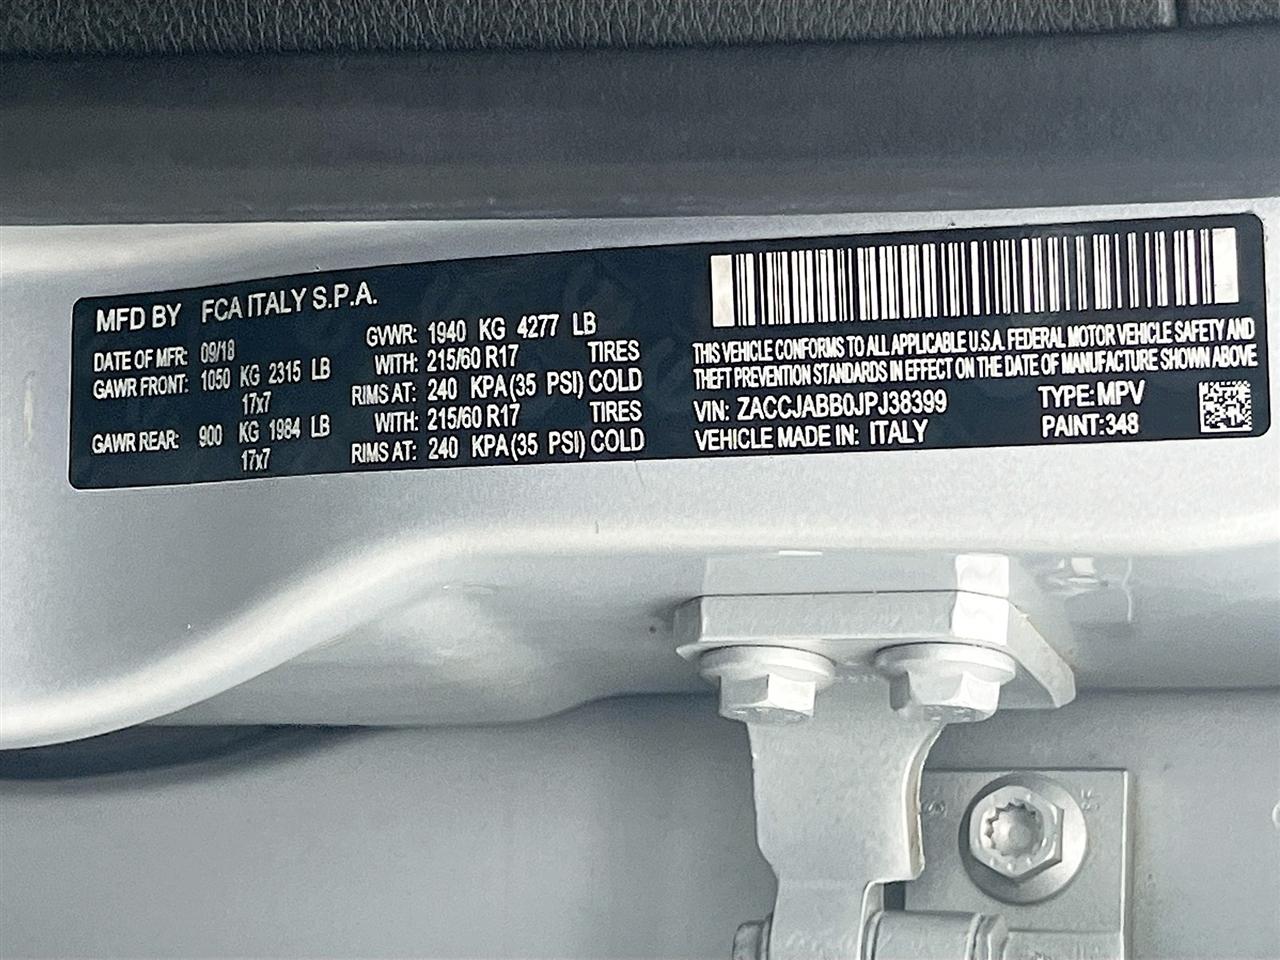 MFD BY FCA ITALY S.P.A.
DATE OF MFR: 09/18 GVWR: 1940 KG 4277 LB
GAWR FRONT: 1050 KG 2315 LB WITH: 215/60 R17 TIRES
17x7 RIMS AT: 240 KPA (35 PSI) COLD
GAWR REAR: 900 KG 1984 LB WITH: 215/60 R17 TIRES
17x7 RIMS AT: 240 KPA (35 PSI) COLD
THIS VEHICLE CONFORMS TO ALL APPLICABLE U.S.A. FEDERAL MOTOR VEHICLE SAFETY AND
THEFT PREVENTION STANDARDS IN EFFECT ON THE DATE OF MANUFACTURE SHOWN ABOVE
VIN: ZACCJABB0JPJ38399 TYPE: MPV
VEHICLE MADE IN: ITALY PAINT: 348